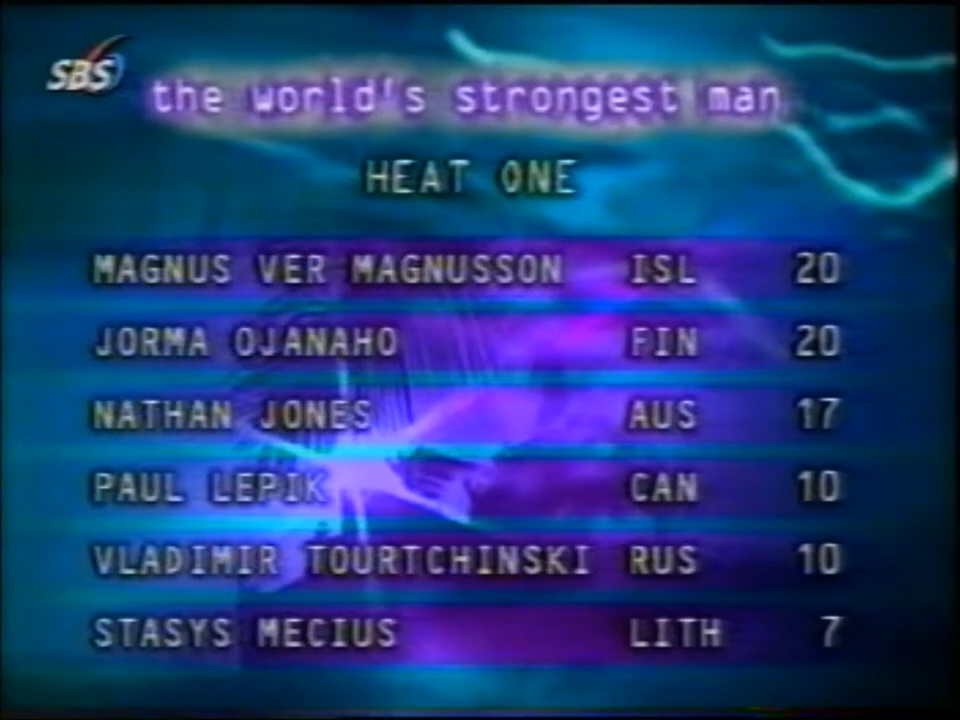 SBS
the world's strongest man
HEAT ONE
MAGNUS VER MAGNUSSON ISL 20
JORMA OJANAHO FIN 20
NATHAN JONES AUS 17
PAUL LEPIK CAN 10
VLADIMIR TOURTCHINSKI RUS 10
STASYS MECIUS LITH 7